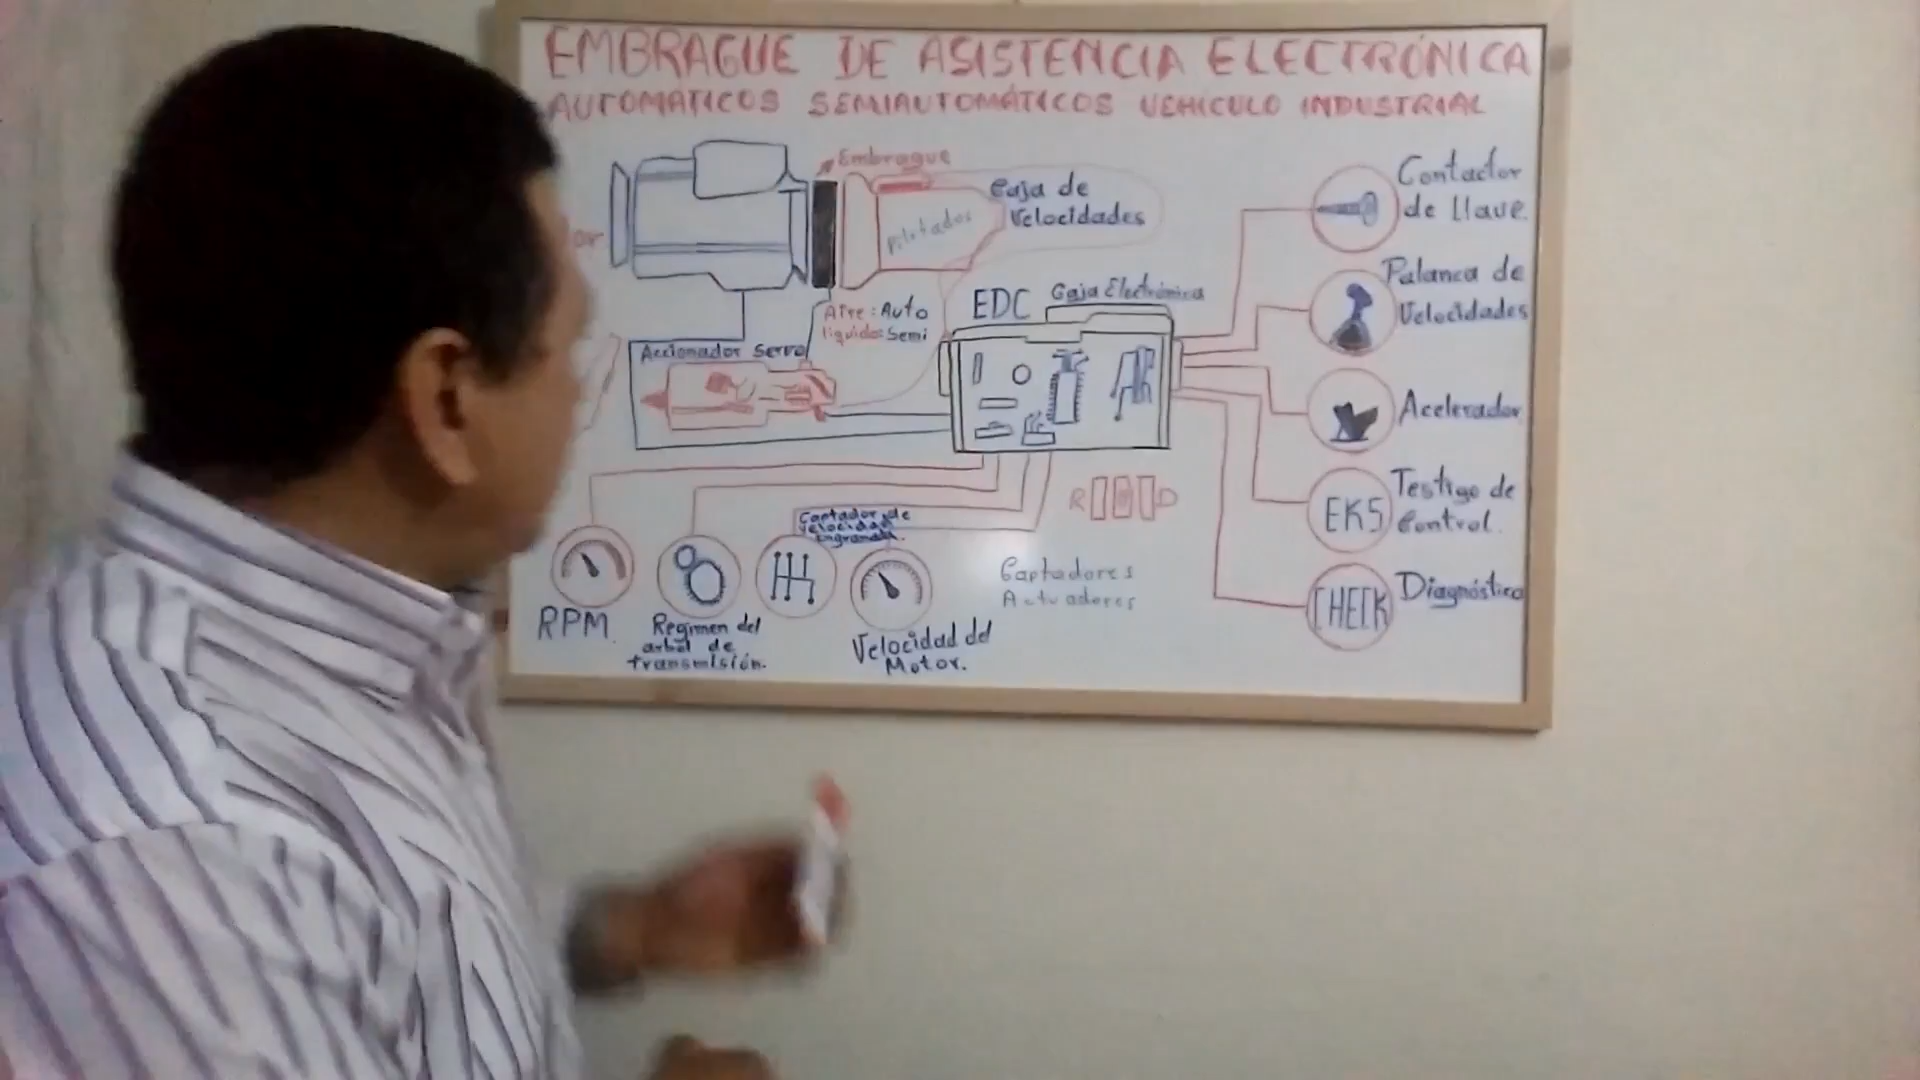 EMBRAGUE DE ASISTENCIA ELECTRÓNICA
AUTOMATICOS SEMIAUTOMÁTICOS VEHICULO INDUSTRIAL
Embrague
Caja de
Velocidades
Pilotados
or
Aire: Auto
liquido: Semi
Accionador Servo
EDC
Caja Electrónica
Contactor
de llave.
Palanca de
Velocidades
Acelerador
EKS
Testigo de
Control.
CHECK
Diagnóstico
R
D
Captador de
velocidad
Engranada.
RPM.
Regimen del
arbol de
transmisión.
Velocidad del
Motor.
Captadores
Actuadores